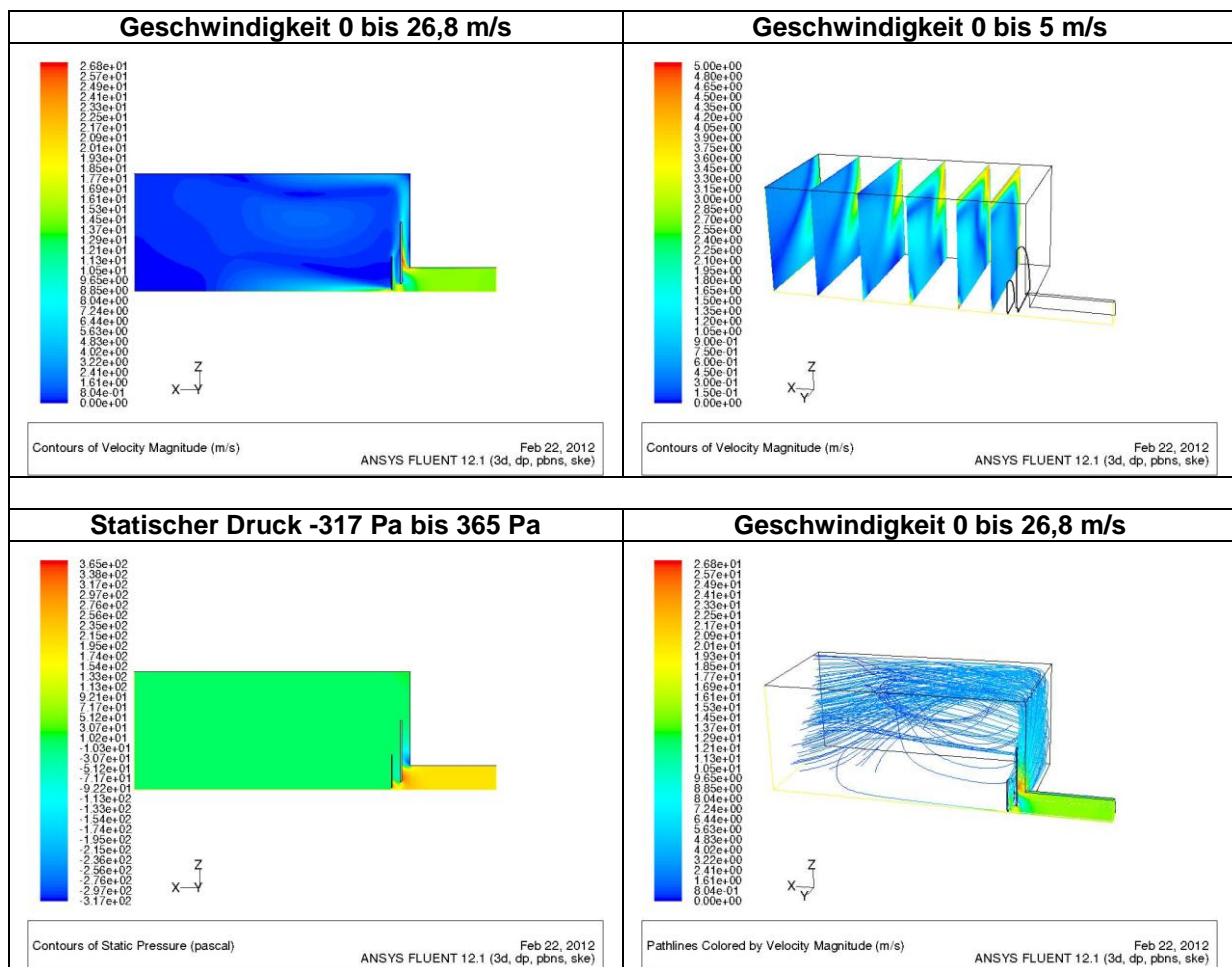 Geschwindigkeit 0 bis 26,8 m/s
2.68e+01
2.57e+01
2.49e+01
2.41e+01
2.33e+01
2.25e+01
2.17e+01
2.09e+01
2.01e+01
1.93e+01
1.85e+01
1.77e+01
1.69e+01
1.61e+01
1.53e+01
1.45e+01
1.37e+01
1.29e+01
1.21e+01
1.13e+01
1.05e+01
9.65e+00
8.85e+00
8.04e+00
7.24e+00
6.44e+00
5.63e+00
4.83e+00
4.02e+00
3.22e+00
2.41e+00
1.61e+00
8.04e-01
0.00e+00
Z
X
Y
Contours of Velocity Magnitude (m/s)
Feb 22, 2012
ANSYS FLUENT 12.1 (3d, dp, pbns, ske)
Geschwindigkeit 0 bis 5 m/s
5.00e+00
4.80e+00
4.65e+00
4.50e+00
4.35e+00
4.20e+00
4.05e+00
3.90e+00
3.75e+00
3.60e+00
3.45e+00
3.30e+00
3.15e+00
3.00e+00
2.85e+00
2.70e+00
2.55e+00
2.40e+00
2.25e+00
2.10e+00
1.95e+00
1.80e+00
1.65e+00
1.50e+00
1.35e+00
1.20e+00
1.05e+00
9.00e-01
7.50e-01
6.00e-01
4.50e-01
3.00e-01
1.50e-01
0.00e+00
Z
X
Y
Contours of Velocity Magnitude (m/s)
Feb 22, 2012
ANSYS FLUENT 12.1 (3d, dp, pbns, ske)
Statischer Druck -317 Pa bis 365 Pa
3.65e+02
3.38e+02
3.17e+02
2.97e+02
2.76e+02
2.56e+02
2.35e+02
2.15e+02
1.95e+02
1.74e+02
1.54e+02
1.33e+02
1.13e+02
9.21e+01
7.17e+01
5.12e+01
3.07e+01
1.02e+01
-1.03e+01
-3.07e+01
-5.12e+01
-7.17e+01
-9.22e+01
-1.13e+02
-1.33e+02
-1.54e+02
-1.74e+02
-1.95e+02
-2.15e+02
-2.36e+02
-2.56e+02
-2.76e+02
-2.97e+02
-3.17e+02
Z
X
Y
Contours of Static Pressure (pascal)
Feb 22, 2012
ANSYS FLUENT 12.1 (3d, dp, pbns, ske)
Geschwindigkeit 0 bis 26,8 m/s
2.68e+01
2.57e+01
2.49e+01
2.41e+01
2.33e+01
2.25e+01
2.17e+01
2.09e+01
2.01e+01
1.93e+01
1.85e+01
1.77e+01
1.69e+01
1.61e+01
1.53e+01
1.45e+01
1.37e+01
1.29e+01
1.21e+01
1.13e+01
1.05e+01
9.65e+00
8.85e+00
8.04e+00
7.24e+00
6.44e+00
5.63e+00
4.83e+00
4.02e+00
3.22e+00
2.41e+00
1.61e+00
8.04e-01
0.00e+00
Z
X
Y
Pathlines Colored by Velocity Magnitude (m/s)
Feb 22, 2012
ANSYS FLUENT 12.1 (3d, dp, pbns, ske)